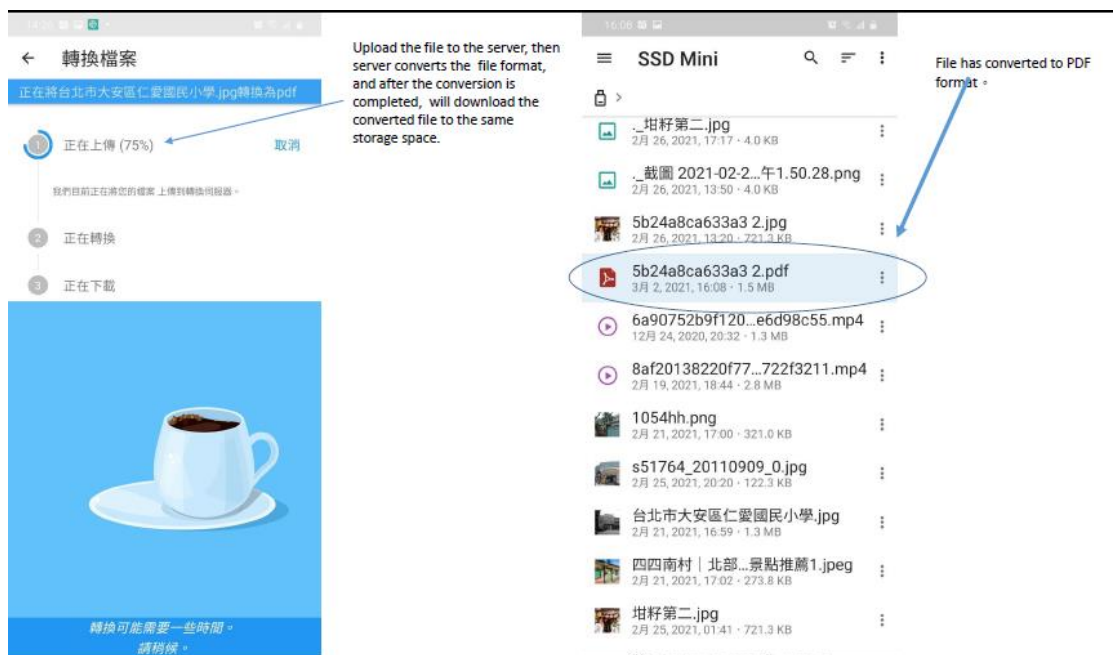 轉換檔案
正在將台北市大安區仁愛國民小學.jpg轉換為pdf
1
正在上傳 (75%)
取消
我們目前正在將您的檔案 上傳到轉換伺服器。
2
正在轉換
3
正在下載
轉換可能需要一些時間。
請稍候。
Upload the file to the server, then
server converts the file format,
and after the conversion is
completed, will download the
converted file to the same
storage space.
16:08
SSD Mini
._坩籽第二.jpg
2月 26, 2021, 17:17 · 4.0 KB
._截圖 2021-02-2...午1.50.28.png
2月 26, 2021, 13:50 · 4.0 KB
5b24a8ca633a3 2.jpg
2月 26, 2021, 13:20 · 721.3 KB
5b24a8ca633a3 2.pdf
3月 2, 2021, 16:08 · 1.5 MB
6a90752b9f120...e6d98c55.mp4
12月 24, 2020, 20:32 · 1.3 MB
8af20138220f77...722f3211.mp4
2月 19, 2021, 18:44 · 2.8 MB
1054hh.png
2月 21, 2021, 17:00 · 321.0 KB
s51764_20110909_0.jpg
2月 25, 2021, 20:20 · 122.3 KB
台北市大安區仁愛國民小學.jpg
2月 21, 2021, 16:59 · 1.3 MB
四四南村｜北部...景點推薦1.jpeg
2月 21, 2021, 17:02 · 273.8 KB
坩籽第二.jpg
2月 25, 2021, 01:41 · 721.3 KB
File has converted to PDF
format。